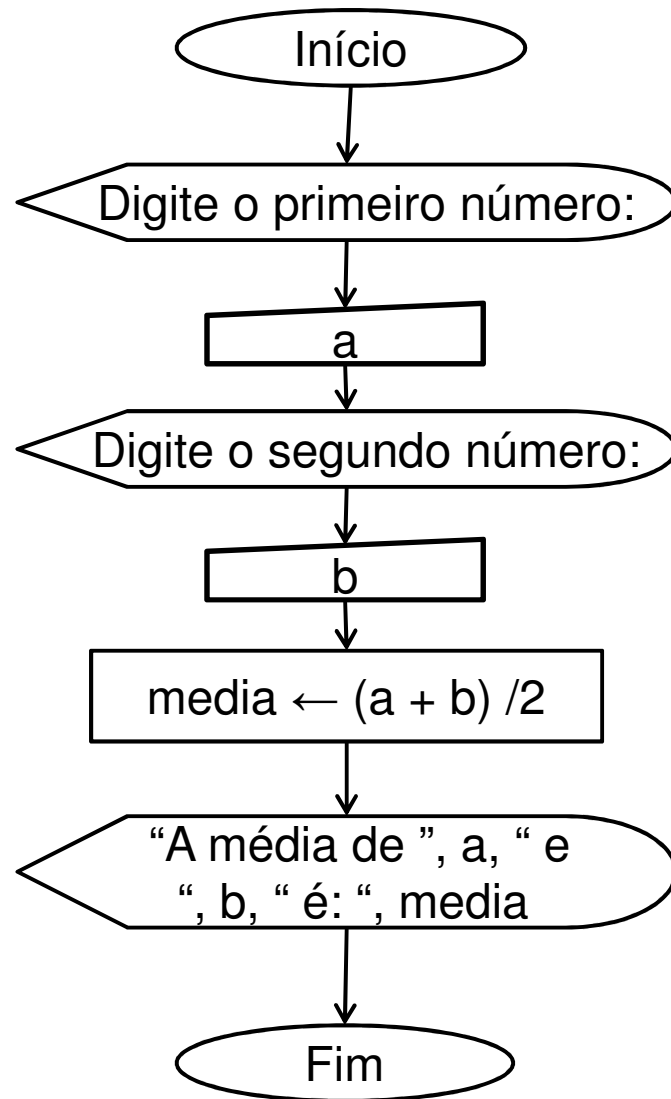 Início
Digite o primeiro número:
a
Digite o segundo número:
b
media ← (a + b) /2
“A média de ”, a, “ e
“, b, “ é: “, media
Fim